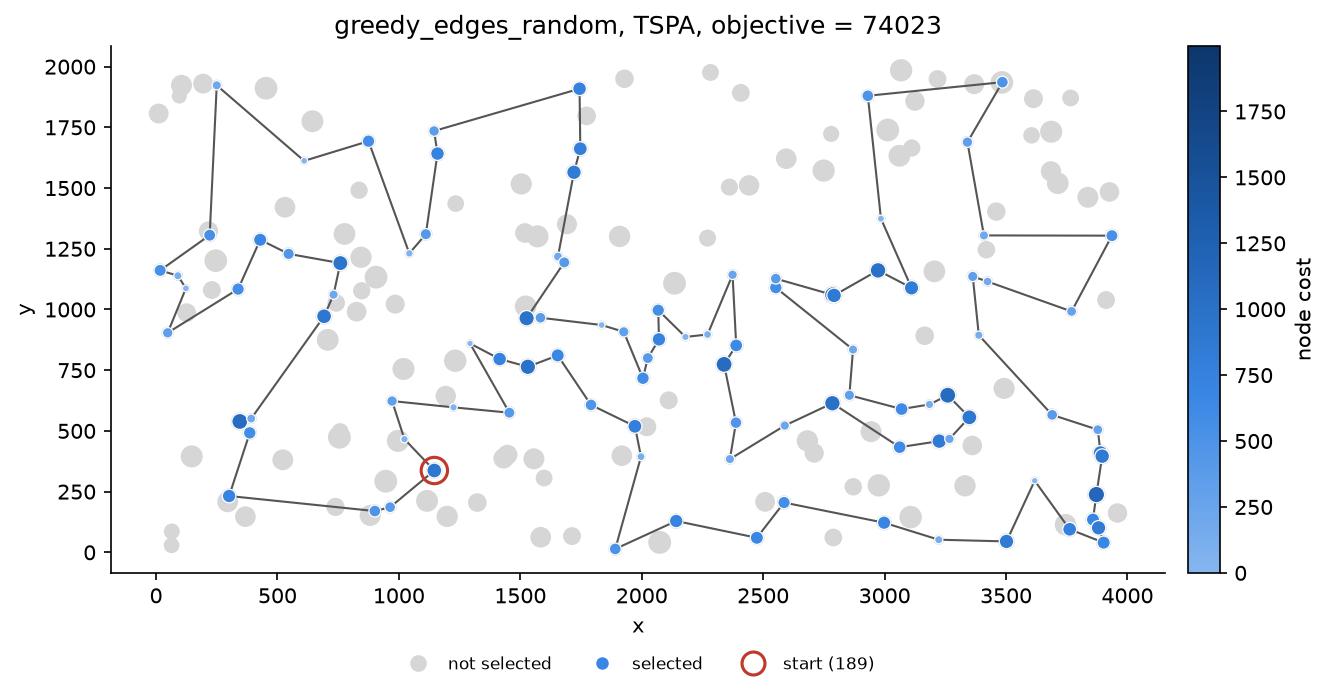 greedy_edges_random, TSPA, objective = 74023
2000
1750
1500
1250
1000
750
500
250
0
y
0 500 1000 1500 2000 2500 3000 3500 4000
x
1750
1500
1250
1000
750
500
250
0
node cost
not selected selected start (189)